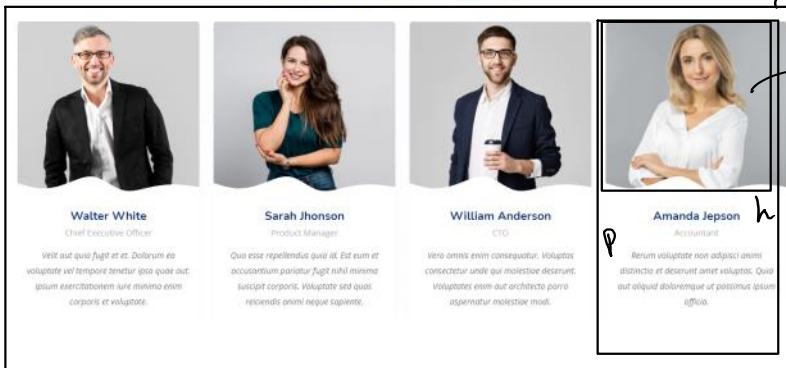 Walter White
Chief Executive Officer
Velit aut quia fugit et et. Dolorum ea
voluptate vel tempore tenetur ipsa quae aut.
Ipsum exercitationem iure minima enim
corporis et voluptate.
Sarah Jhonson
Product Manager
Quo esse repellendus quia id. Est eum et
accusantium pariatur fugit nihil minima
suscipit corporis. Voluptate sed quas
reiciendis animi neque sapiente.
William Anderson
CTO
Vero omnis enim consequatur. Voluptas
consectetur unde qui molestiae deserunt.
Voluptates enim aut architecto porro
aspernatur molestiae modi.
Amanda Jepson
h
Accountant
P
Rerum voluptate non adipisci animi
distinctio et deserunt amet voluptas. Quia
aut aliquid doloremque ut possimus ipsum
officia.